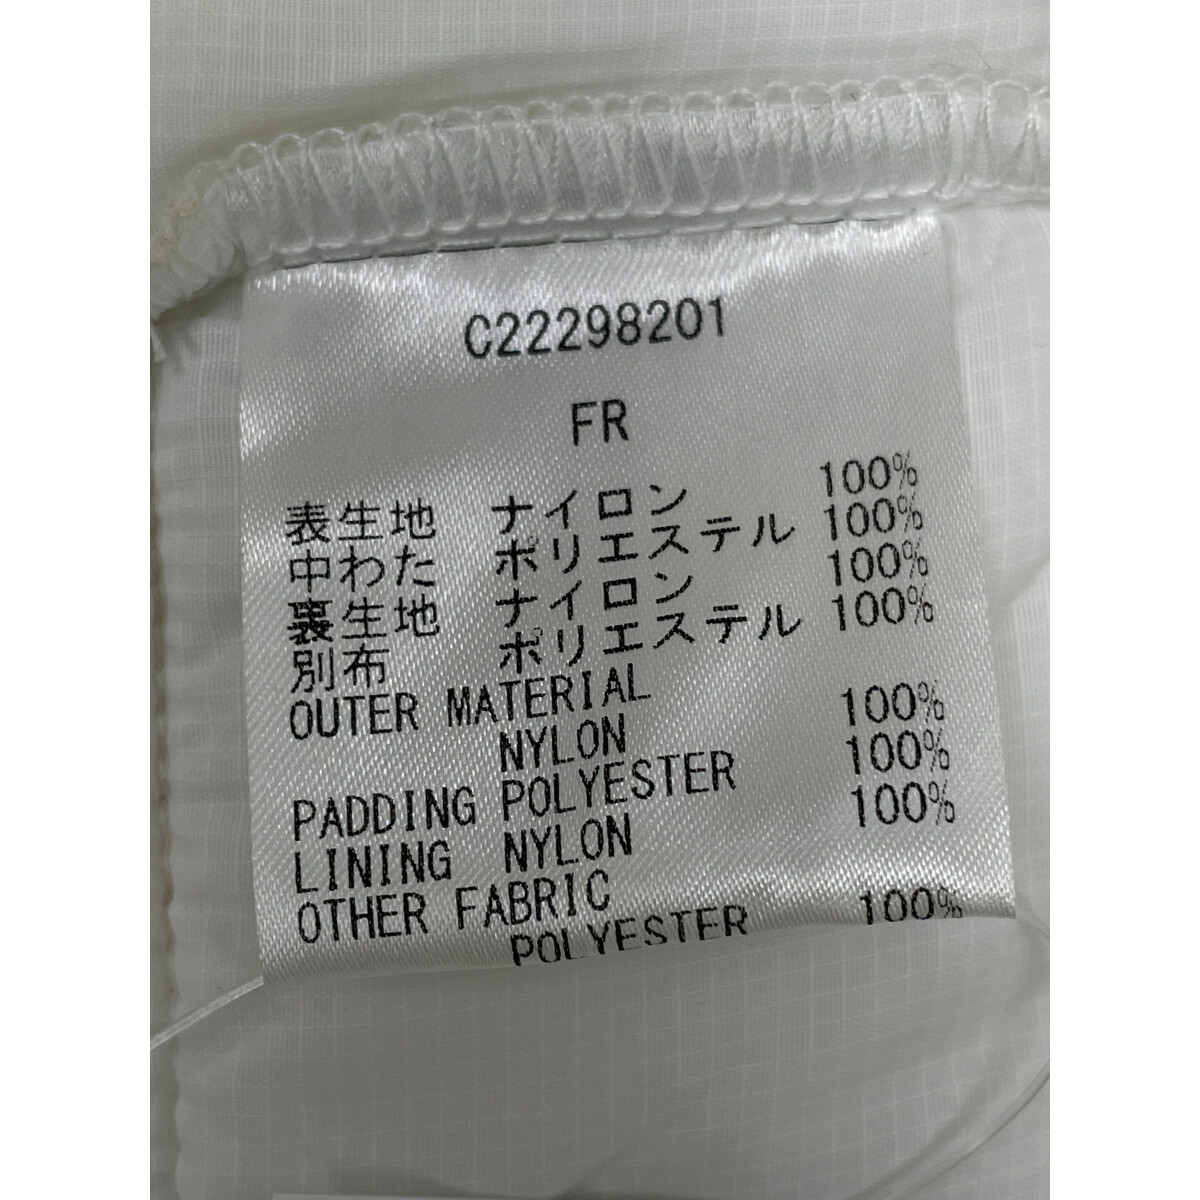 C22298201
FR
表生地 ナイロン 100%
中わた ポリエステル 100%
裏生地 ナイロン 100%
別布 ポリエステル 100%
OUTER MATERIAL
NYLON 100%
PADDING POLYESTER 100%
LINING NYLON 100%
OTHER FABRIC
POLYESTER 100%